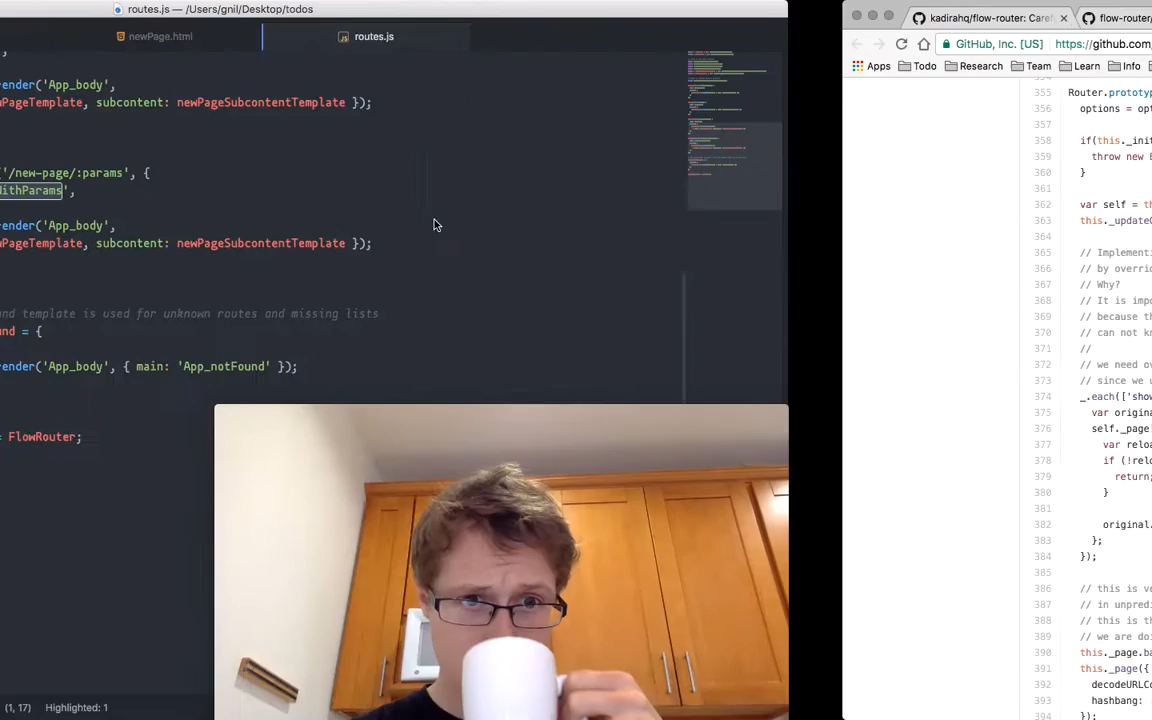 routes.js — /Users/gnil/Desktop/todos
newPage.html
routes.js
ender('App_body',
PageTemplate, subcontent: newPageSubcontentTemplate });
('/new-page/:params', {
WithParams',
ender('App_body',
PageTemplate, subcontent: newPageSubcontentTemplate });
und template is used for unknown routes and missing lists
und = {
ender('App_body', { main: 'App_notFound' });
= FlowRouter;
(1, 17) Highlighted: 1
kadirahq/flow-router: Caref
flow-router/
GitHub, Inc. [US] https://github.com/
Apps Todo Research Team Learn Info
354
355 Router.prototyp
356 options = opt
357
358 if(this._init
359 throw new E
360 }
361
362 var self = th
363 this._updateC
364
365 // Implementi
366 // by overrid
367 // Why?
368 // It is impo
369 // because th
370 // can not kn
371 //
372 // we need ov
373 // since we u
374 _.each(['show
375 var origina
376 self._page[
377 var reloa
378 if (!relo
379 return;
380 }
381
382 original.
383 };
384 });
385
386 // this is ve
387 // in unpredi
388 // this is th
389 // we are doi
390 this._page.ba
391 this._page({
392 decodeURLCo
393 hashbang:
394 });